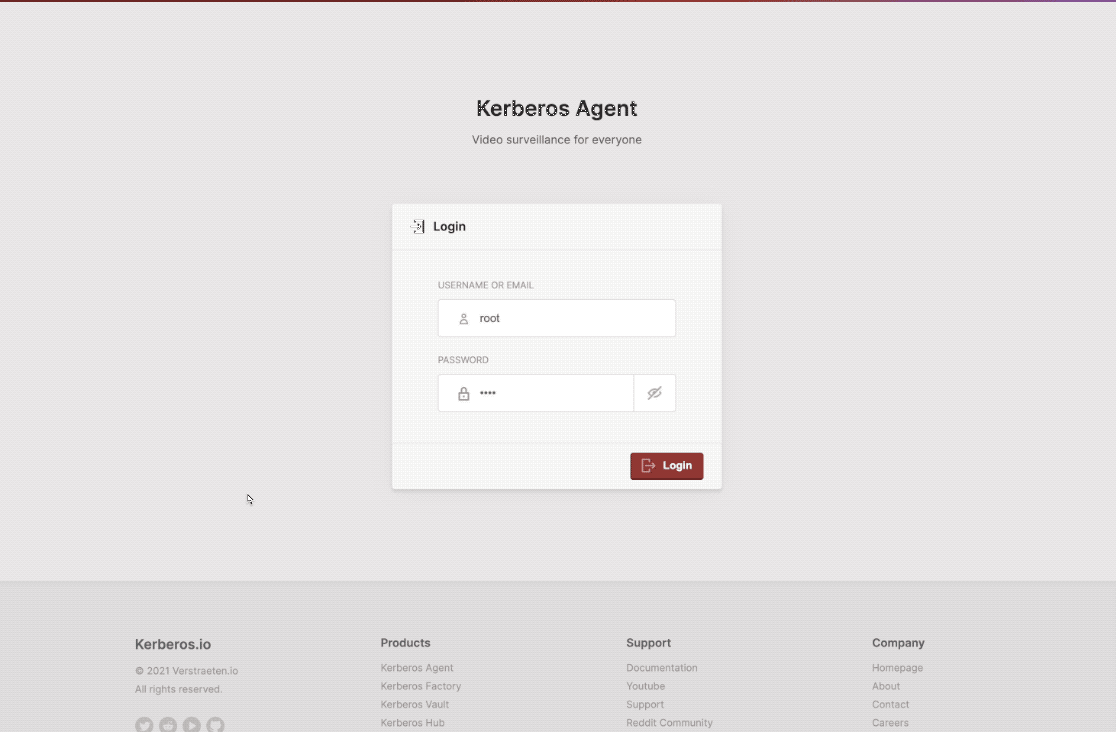 Kerberos Agent
Video surveillance for everyone
Login
USERNAME OR EMAIL
root
PASSWORD
••••
Login
Kerberos.io
© 2021 Verstraeten.io
All rights reserved.
Products
Kerberos Agent
Kerberos Factory
Kerberos Vault
Kerberos Hub
Support
Documentation
Youtube
Support
Reddit Community
Company
Homepage
About
Contact
Careers